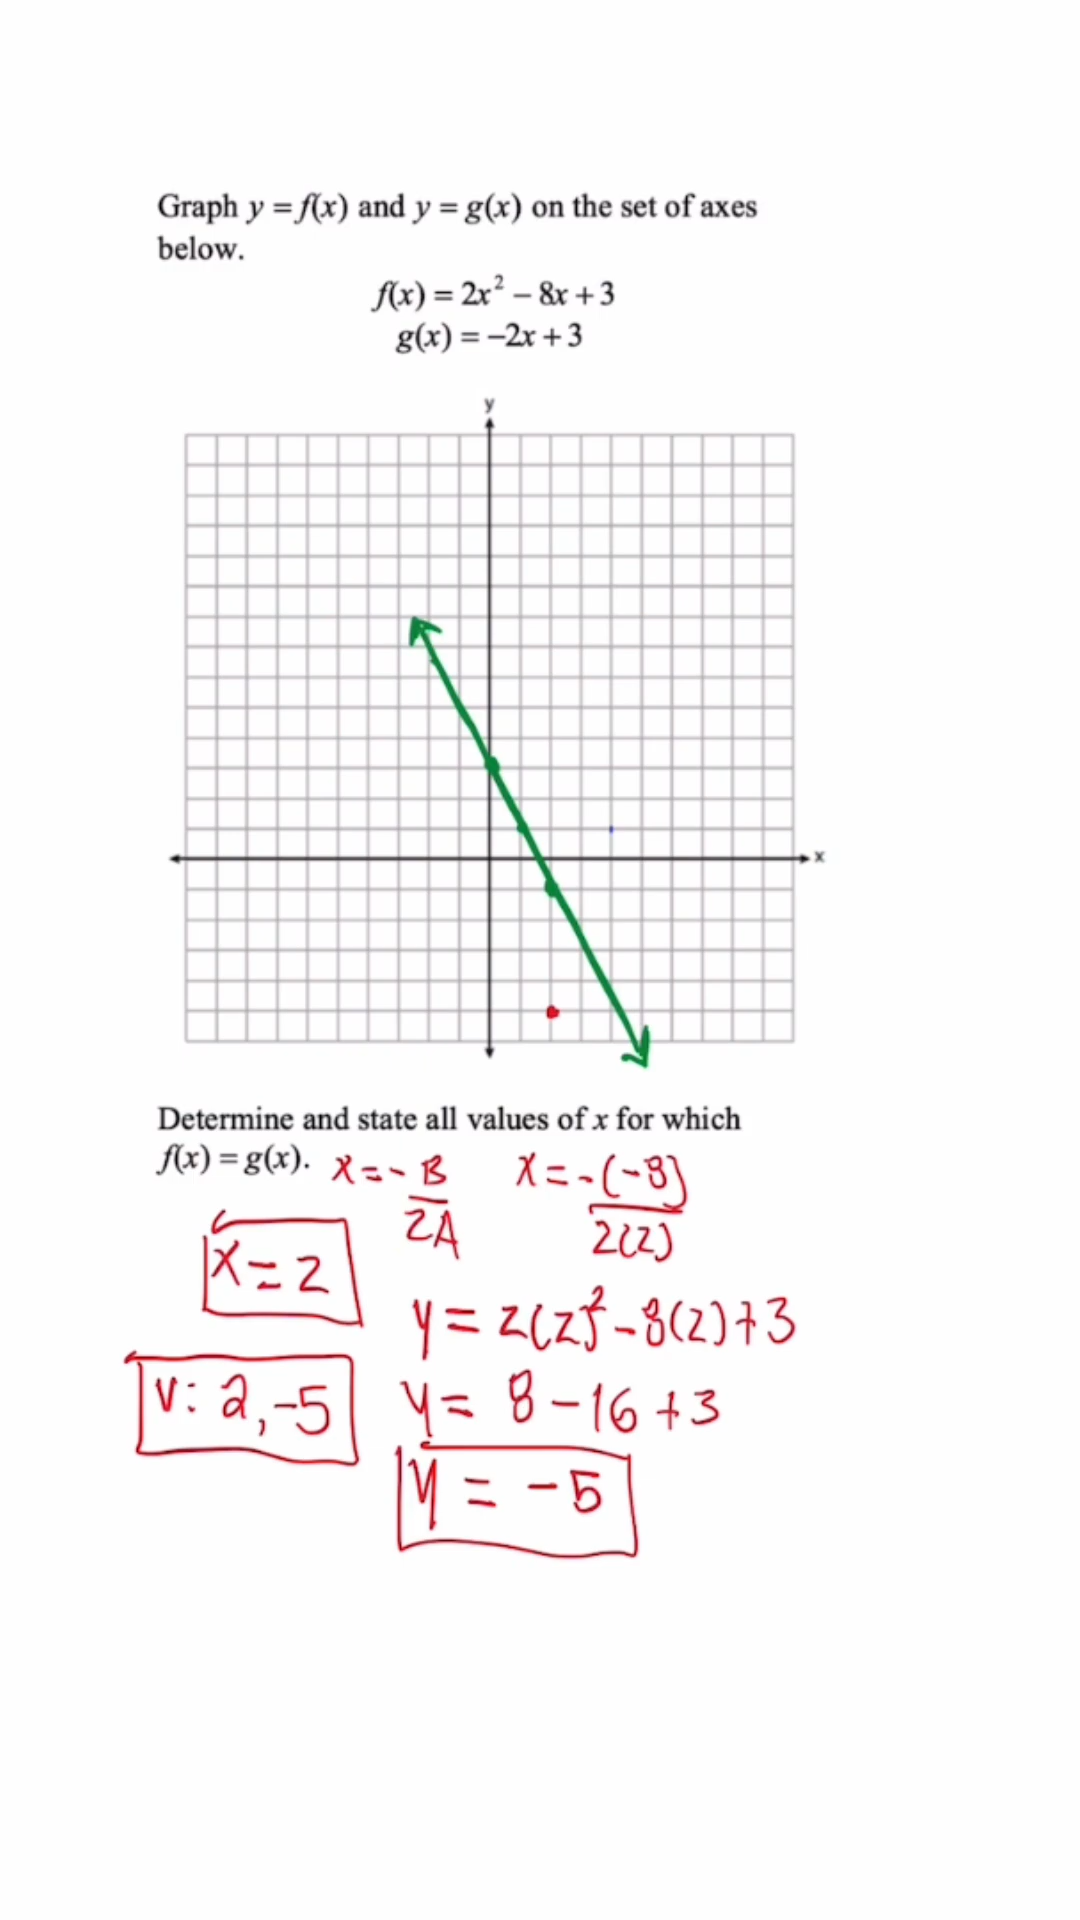 Graph y = f(x) and y = g(x) on the set of axes
below.
f(x) = 2x² – 8x + 3
g(x) = –2x + 3
y
x
Determine and state all values of x for which
f(x) = g(x).
x = - B / 2A
x = -(-8) / 2(2)
x = 2
y = 2(2)² - 8(2) + 3
v: 2, -5
y = 8 - 16 + 3
y = -5